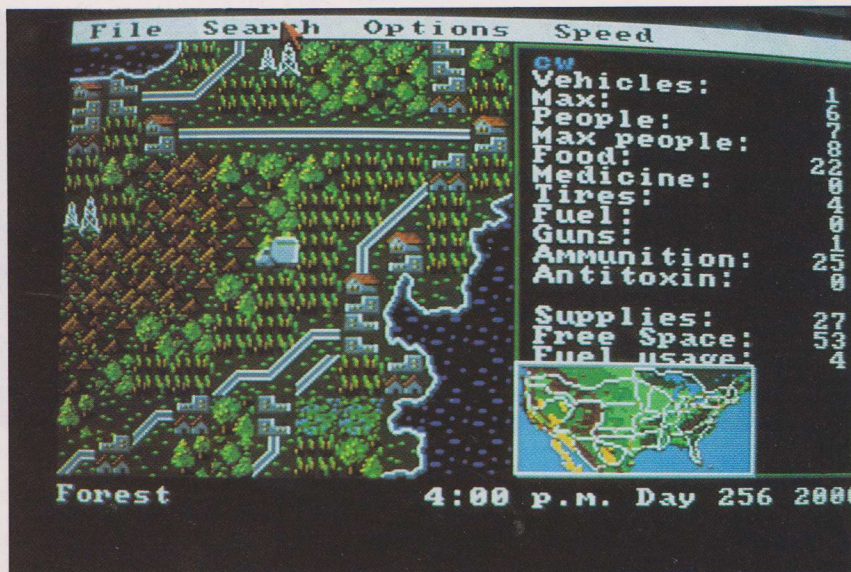 File Search Options Speed
cw
Vehicles: 1
Max: 6
People: 7
Max people: 8
Food: 22
Medicine: 0
Tires: 4
Fuel: 0
Guns: 1
Ammunition: 25
Antitoxin: 0
Supplies: 27
Free Space: 53
Fuel usage: 4
Forest 4:00 p.m. Day 256 2000